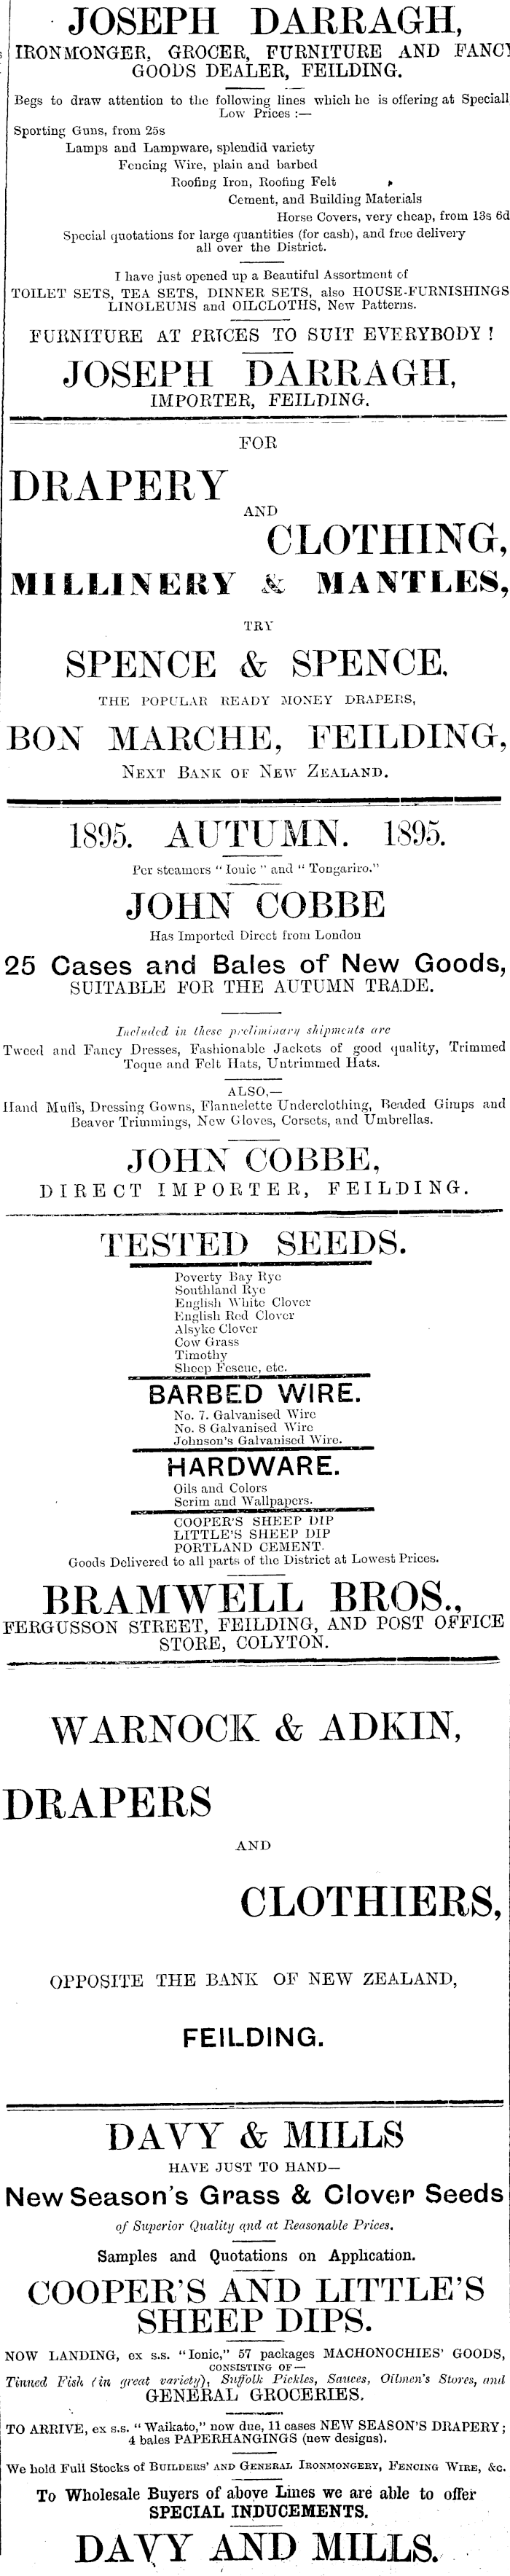 JOSEPH DARRAGH,
IRONMONGER, GROCER, FURNITURE AND FANCY
GOODS DEALER, FEILDING.
Begs to draw attention to the following lines which he is offering at Speciall
Low Prices :—
Sporting Guns, from 25s
Lamps and Lampware, splendid variety
Fencing Wire, plain and barbed
Roofing Iron, Roofing Felt
Cement, and Building Materials
Horse Covers, very cheap, from 13s 6d
Special quotations for large quantities (for cash), and free delivery
all over the District.
I have just opened up a Beautiful Assortment of
TOILET SETS, TEA SETS, DINNER SETS, also HOUSE-FURNISHINGS
LINOLEUMS and OILCLOTHS, New Patterns.
FURNITURE AT PRICES TO SUIT EVERYBODY !
JOSEPH DARRAGH,
IMPORTER, FEILDING.
FOR
DRAPERY
AND
CLOTHING,
MILLINERY & MANTLES,
TRY
SPENCE & SPENCE,
THE POPULAR READY MONEY DRAPERS,
BON MARCHE, FEILDING,
NEXT BANK OF NEW ZEALAND.
1895. AUTUMN. 1895.
Per steamers "Ionic" and "Tongariro."
JOHN COBBE
Has Imported Direct from London
25 Cases and Bales of New Goods,
SUITABLE FOR THE AUTUMN TRADE.
Included in these preliminary shipments are
Tweed and Fancy Dresses, Fashionable Jackets of good quality, Trimmed
Toque and Felt Hats, Untrimmed Hats.
ALSO,—
Hand Muffs, Dressing Gowns, Flannelette Underclothing, Beaded Gimps and
Beaver Trimmings, New Gloves, Corsets, and Umbrellas.
JOHN COBBE,
DIRECT IMPORTER, FEILDING.
TESTED SEEDS.
Poverty Bay Rye
Southland Rye
English White Clover
English Red Clover
Alsyke Clover
Cow Grass
Timothy
Sheep Fescue, etc.
BARBED WIRE.
No. 7. Galvanised Wire
No. 8 Galvanised Wire
Johnson's Galvanised Wire.
HARDWARE.
Oils and Colors
Scrim and Wallpapers.
COOPER'S SHEEP DIP
LITTLE'S SHEEP DIP
PORTLAND CEMENT.
Goods Delivered to all parts of the District at Lowest Prices.
BRAMWELL BROS.,
FERGUSSON STREET, FEILDING, AND POST OFFICE
STORE, COLYTON.
WARNOCK & ADKIN,
DRAPERS
AND
CLOTHIERS,
OPPOSITE THE BANK OF NEW ZEALAND,
FEILDING.
DAVY & MILLS
HAVE JUST TO HAND—
New Season's Grass & Clover Seeds
of Superior Quality and at Reasonable Prices.
Samples and Quotations on Application.
COOPER'S AND LITTLE'S
SHEEP DIPS.
NOW LANDING, ex s.s. "Ionic," 57 packages MACHONOCHIES' GOODS,
CONSISTING OF—
Tinned Fish (in great variety), Suffolk Pickles, Sauces, Oilmen's Stores, and
GENERAL GROCERIES.
TO ARRIVE, ex s.s. "Waikato," now due, 11 cases NEW SEASON'S DRAPERY;
4 bales PAPERHANGINGS (new designs).
We hold Full Stocks of BUILDERS' AND GENERAL IRONMONGERY, FENCING WIRE, &c.
To Wholesale Buyers of above Lines we are able to offer
SPECIAL INDUCEMENTS.
DAVY AND MILLS.